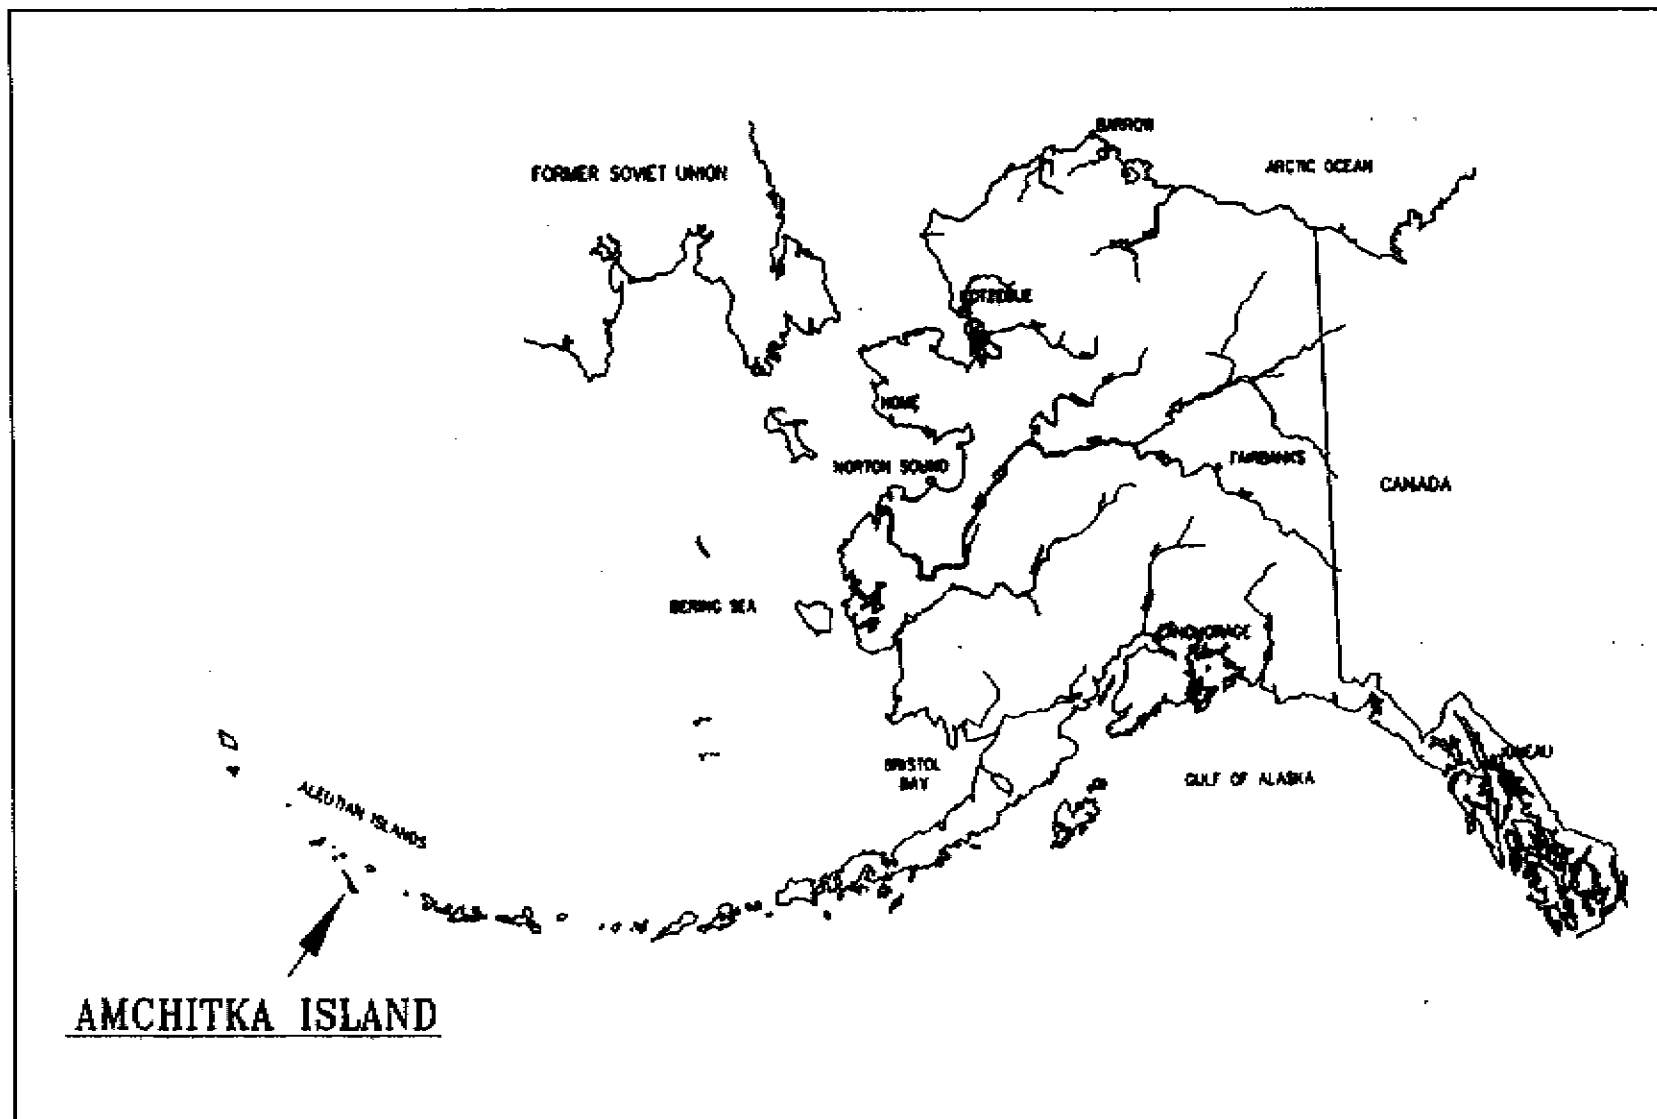 BARROW
FORMER SOVIET UNION
ARCTIC OCEAN
KOTZEBUE
NOME
NORTON SOUND
FAIRBANKS
CANADA
BERING SEA
ANCHORAGE
JUNEAU
BRISTOL
BAY
GULF OF ALASKA
ALEUTIAN ISLANDS
AMCHITKA ISLAND